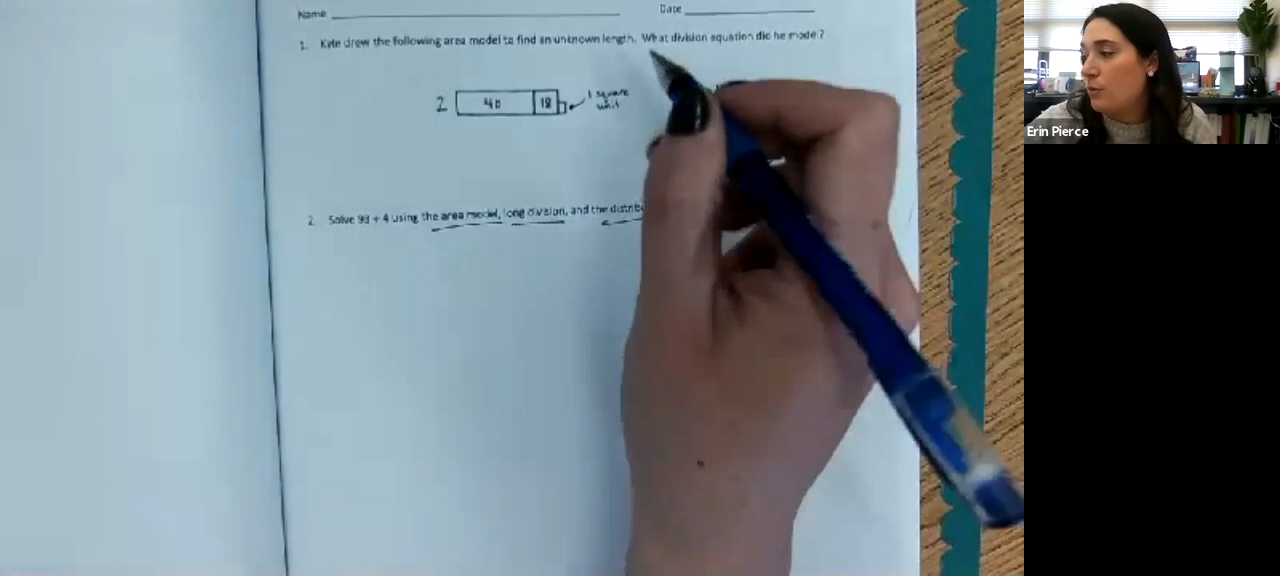 Name Date
1. Kyle drew the following area model to find an unknown length. What division equation did he model?
2 40 18 1 square
unit
2. Solve 93 ÷ 4 using the area model, long division, and the
Erin Pierce